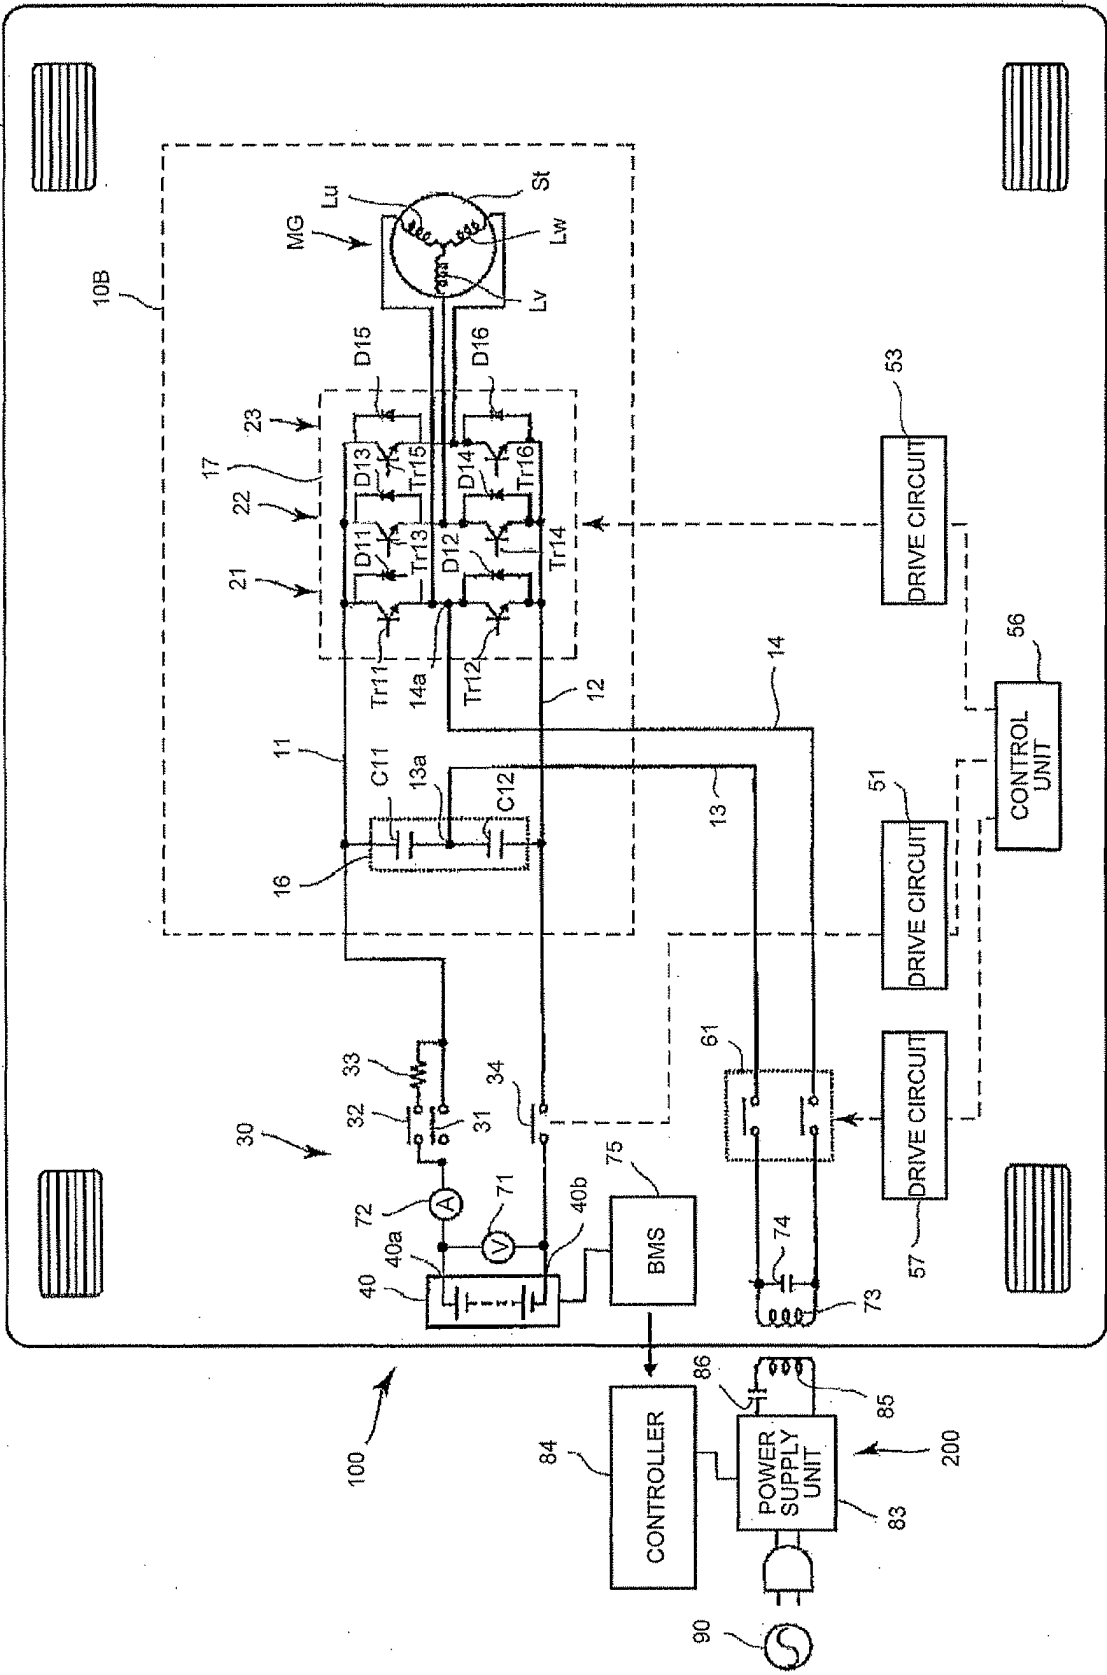 10B
MG
Lu
St
Lw
Lv
D15
D16
23
17
22
21
D13
Tr15
D14
Tr16
D11
Tr13
D12
Tr14
Tr11
14a
Tr12
12
11
C11
13a
C12
16
14
13
53
DRIVE CIRCUIT
56
CONTROL
UNIT
51
DRIVE CIRCUIT
57
DRIVE CIRCUIT
61
30
33
32
31
34
72
A
71
V
40a
40b
40
75
BMS
74
73
100
84
CONTROLLER
86
85
POWER
SUPPLY
UNIT
83
200
90